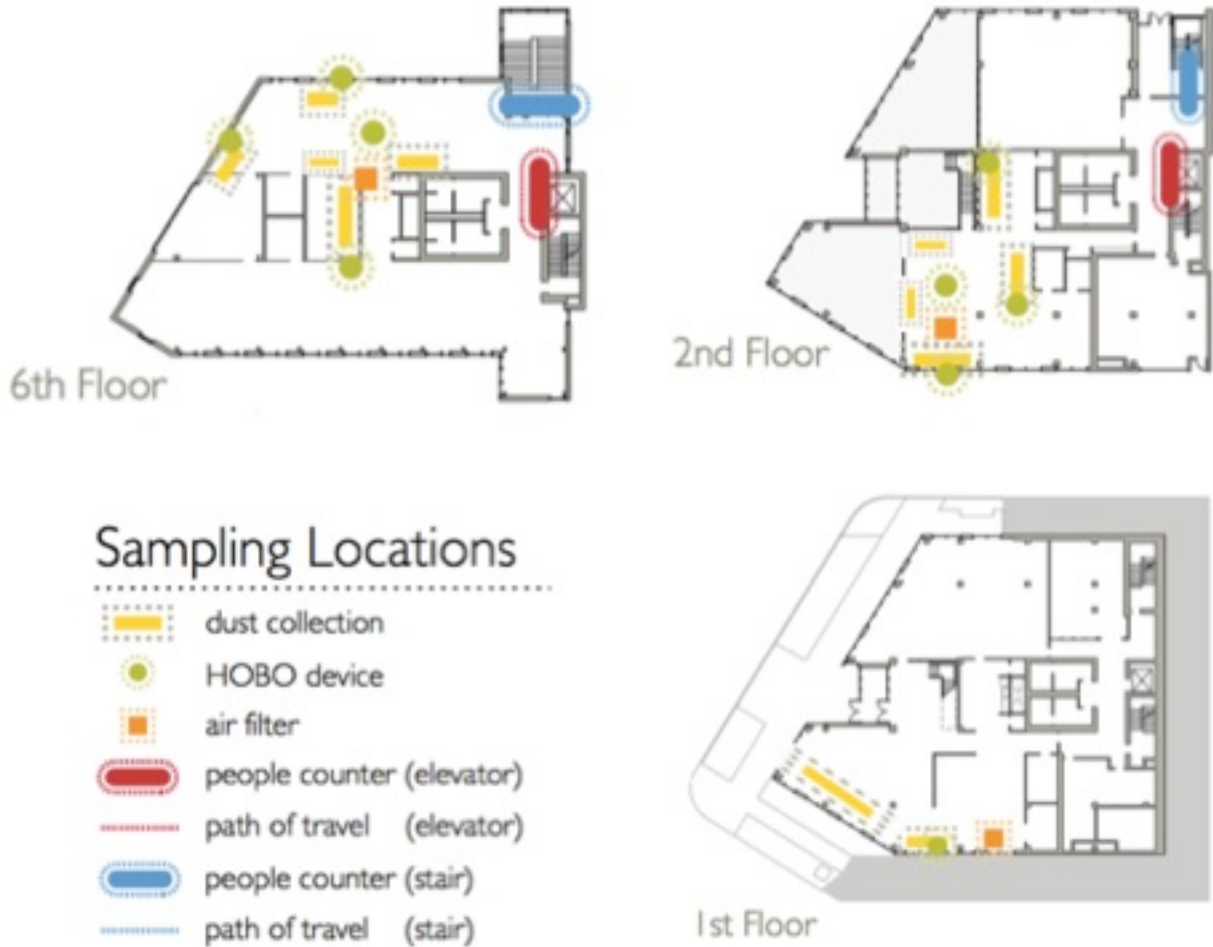 6th Floor
2nd Floor
Sampling Locations
dust collection
HOBO device
air filter
people counter (elevator)
path of travel (elevator)
people counter (stair)
path of travel (stair)
1st Floor